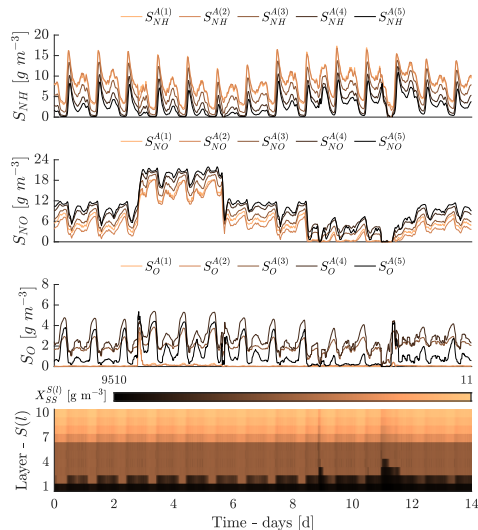 S_{NH}^{A(1)} S_{NH}^{A(2)} S_{NH}^{A(3)} S_{NH}^{A(4)} S_{NH}^{A(5)}
S_{NH} [g m^{-3}]
20
15
10
5
0
S_{NO}^{A(1)} S_{NO}^{A(2)} S_{NO}^{A(3)} S_{NO}^{A(4)} S_{NO}^{A(5)}
S_{NO} [g m^{-3}]
24
18
12
6
0
S_{O}^{A(1)} S_{O}^{A(2)} S_{O}^{A(3)} S_{O}^{A(4)} S_{O}^{A(5)}
S_{O} [g m^{-3}]
8
6
4
2
0
9510 11
X_{SS}^{S(l)} [g m^{-3}]
Layer - S(l)
10
7
4
1
0 2 4 6 8 10 12 14
Time - days [d]